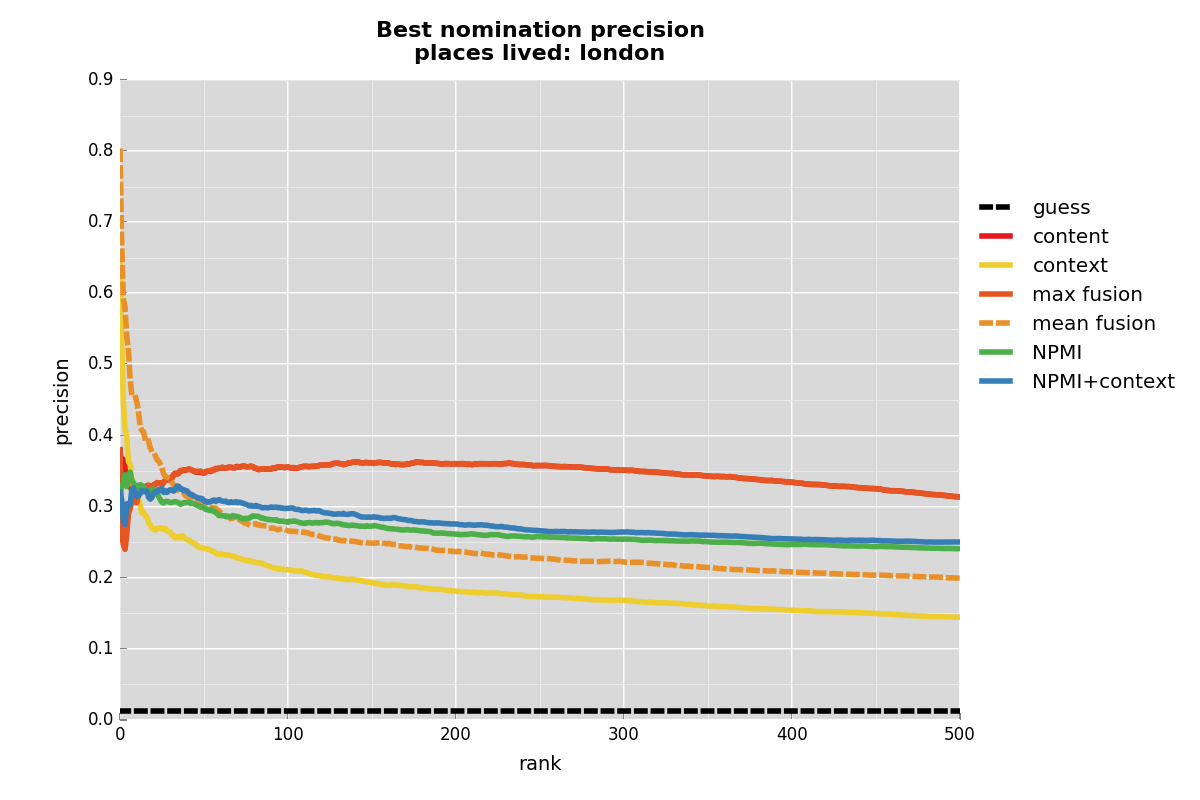 Best nomination precision
places lived: london
0.9
0.8
0.7
0.6
0.5
0.4
0.3
0.2
0.1
0.0
precision
0
100
200
300
400
500
rank
guess
content
context
max fusion
mean fusion
NPMI
NPMI+context